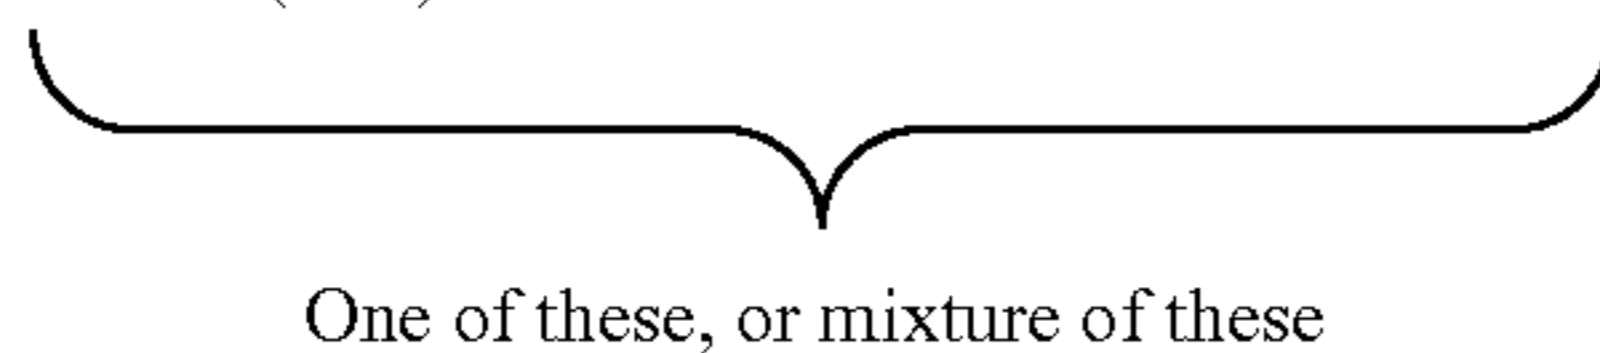 One of these, or mixture of these